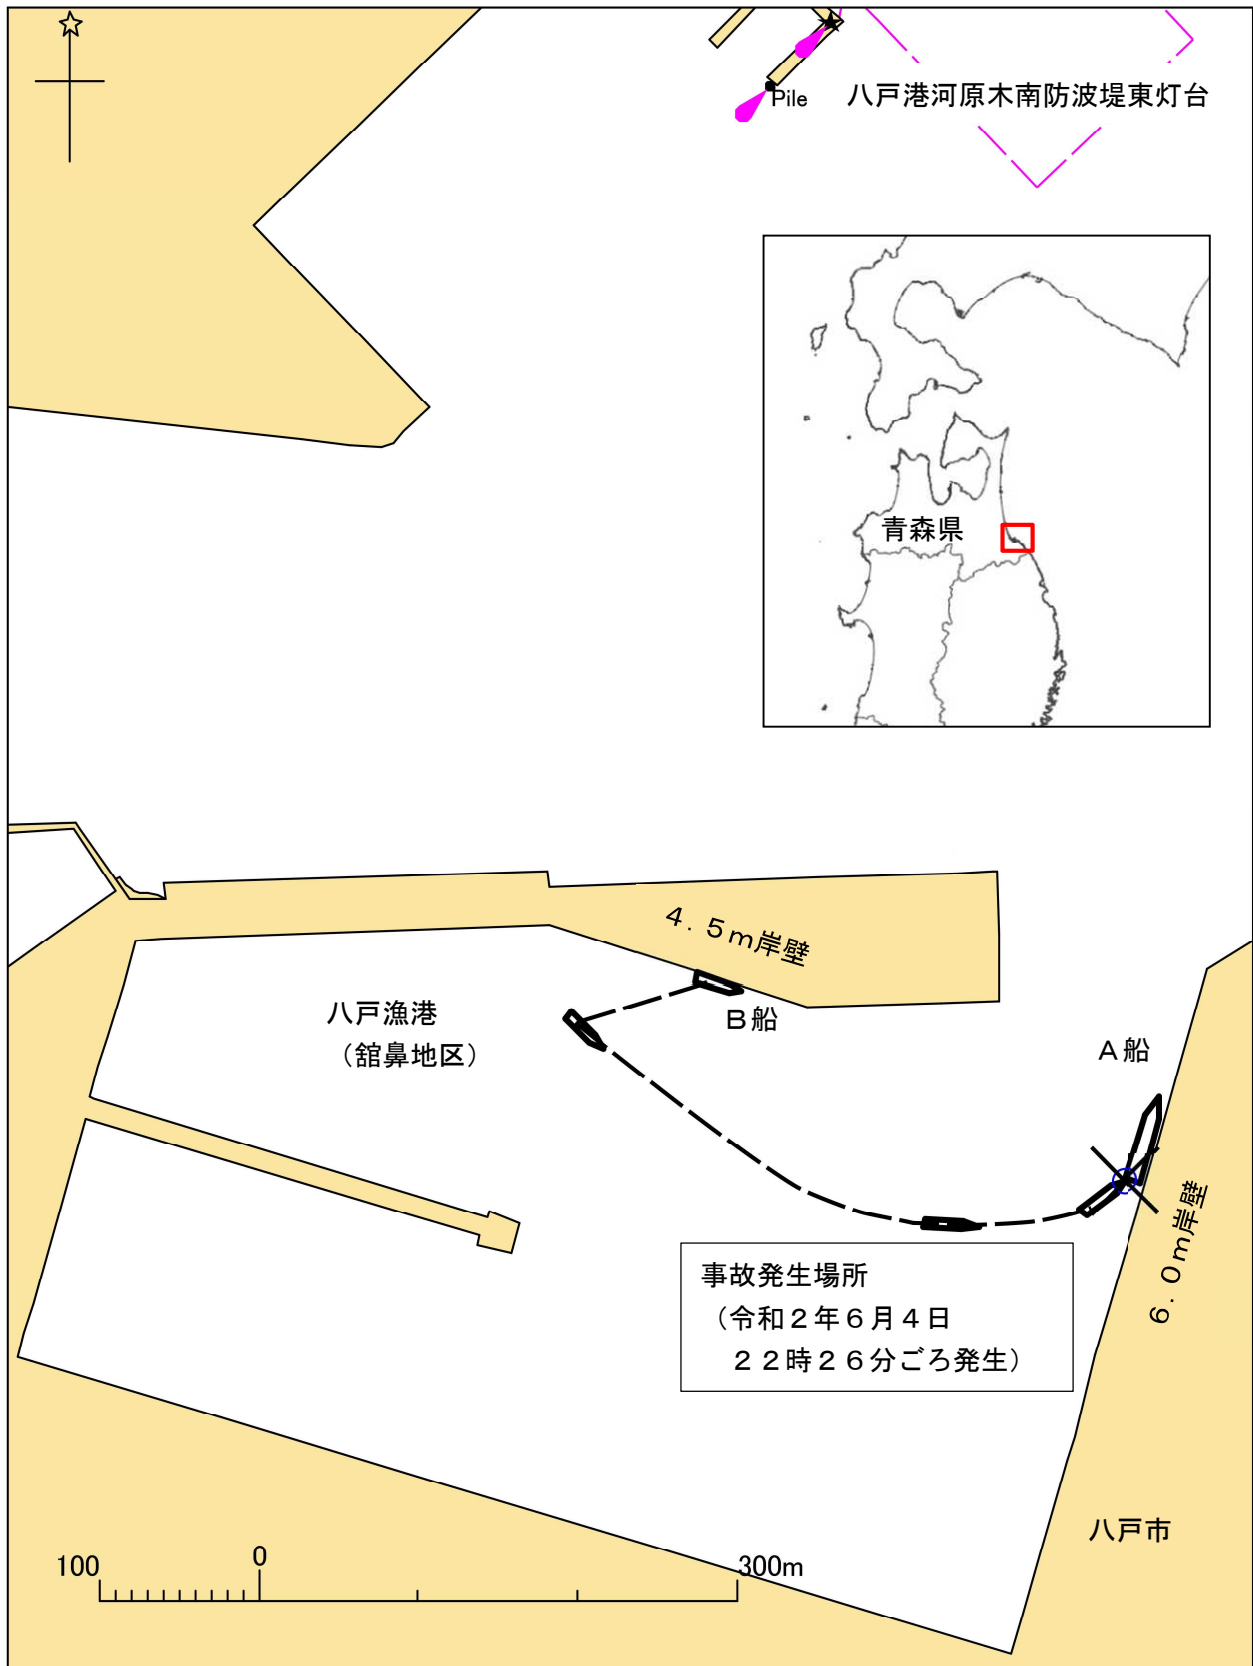 Pile
八戸港河原木南防波堤東灯台
青森県
４．５ｍ岸壁
八戸漁港
（舘鼻地区）
Ｂ船
Ａ船
６．０ｍ岸壁
事故発生場所
（令和２年６月４日
２２時２６分ごろ発生）
八戸市
100
0
300m